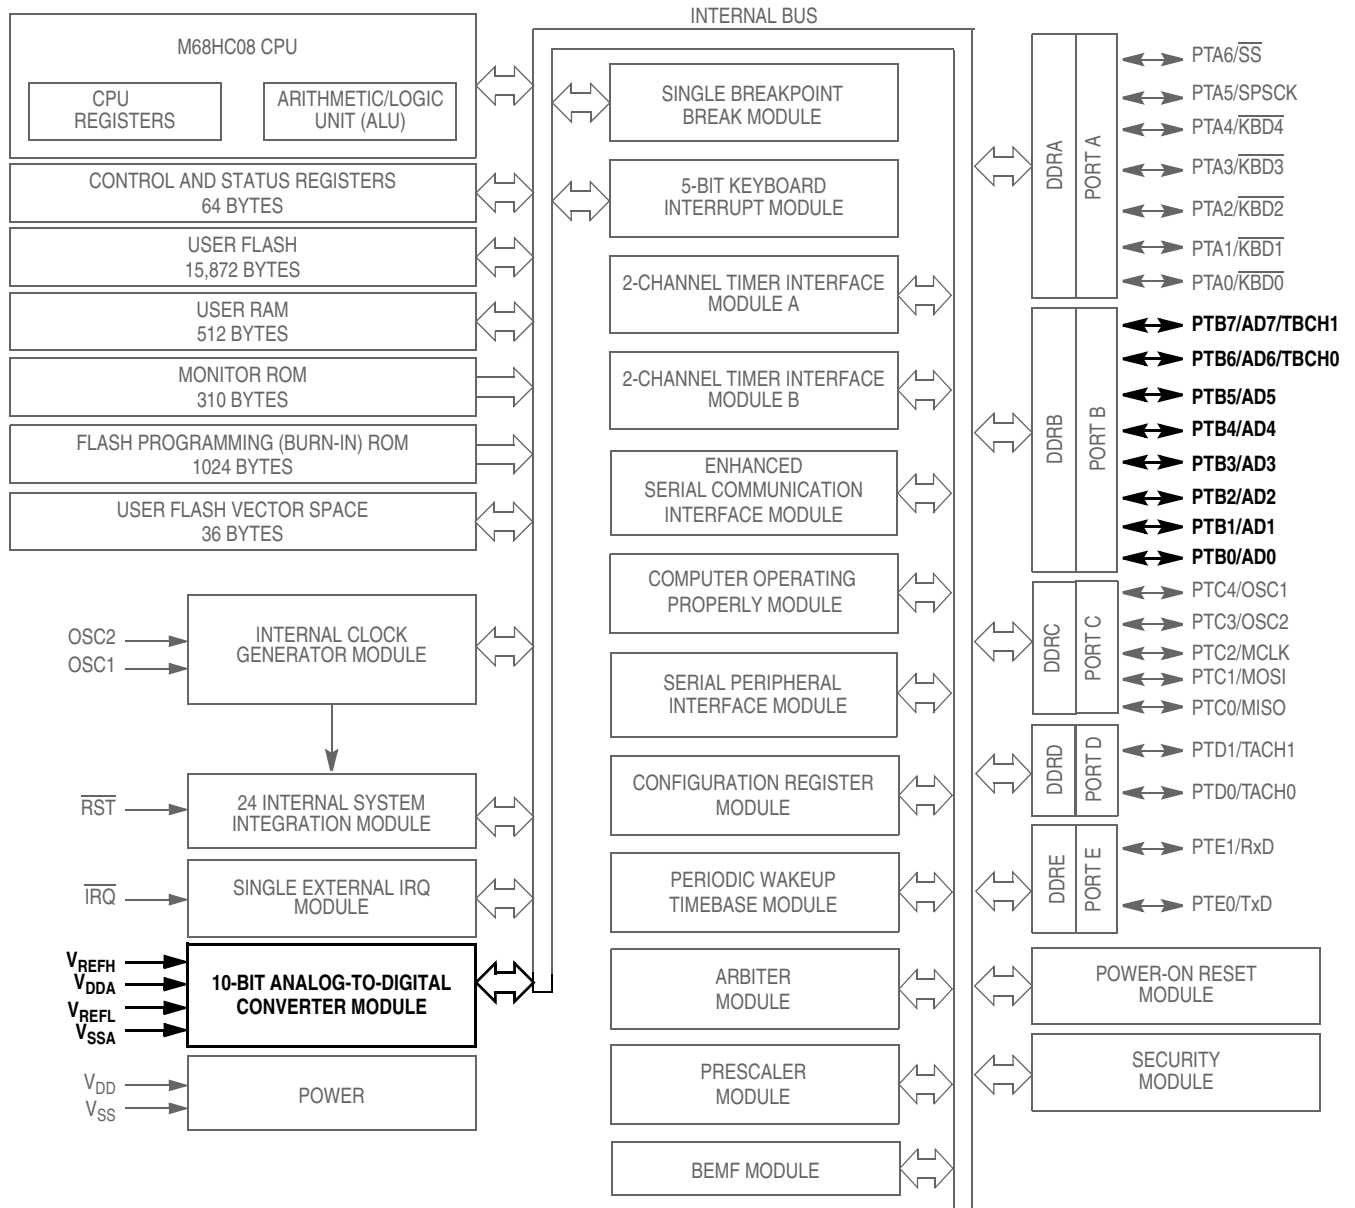 INTERNAL BUS
M68HC08 CPU
CPU
REGISTERS
ARITHMETIC/LOGIC
UNIT (ALU)
CONTROL AND STATUS REGISTERS
64 BYTES
USER FLASH
15,872 BYTES
USER RAM
512 BYTES
MONITOR ROM
310 BYTES
FLASH PROGRAMMING (BURN-IN) ROM
1024 BYTES
USER FLASH VECTOR SPACE
36 BYTES
OSC2
OSC1
INTERNAL CLOCK
GENERATOR MODULE
RST
24 INTERNAL SYSTEM
INTEGRATION MODULE
IRQ
SINGLE EXTERNAL IRQ
MODULE
VREFH
VDDA
VREFL
VSSA
10-BIT ANALOG-TO-DIGITAL
CONVERTER MODULE
VDD
VSS
POWER
SINGLE BREAKPOINT
BREAK MODULE
5-BIT KEYBOARD
INTERRUPT MODULE
2-CHANNEL TIMER INTERFACE
MODULE A
2-CHANNEL TIMER INTERFACE
MODULE B
ENHANCED
SERIAL COMMUNICATION
INTERFACE MODULE
COMPUTER OPERATING
PROPERLY MODULE
SERIAL PERIPHERAL
INTERFACE MODULE
CONFIGURATION REGISTER
MODULE
PERIODIC WAKEUP
TIMEBASE MODULE
ARBITER
MODULE
PRESCALER
MODULE
BEMF MODULE
DDRA
PORT A
PTA6/SS
PTA5/SPSCK
PTA4/KBD4
PTA3/KBD3
PTA2/KBD2
PTA1/KBD1
PTA0/KBD0
DDRB
PORT B
PTB7/AD7/TBCH1
PTB6/AD6/TBCH0
PTB5/AD5
PTB4/AD4
PTB3/AD3
PTB2/AD2
PTB1/AD1
PTB0/AD0
DDRC
PORT C
PTC4/OSC1
PTC3/OSC2
PTC2/MCLK
PTC1/MOSI
PTC0/MISO
DDRD
PORT D
PTD1/TACH1
PTD0/TACH0
DDRE
PORT E
PTE1/RxD
PTE0/TxD
POWER-ON RESET
MODULE
SECURITY
MODULE